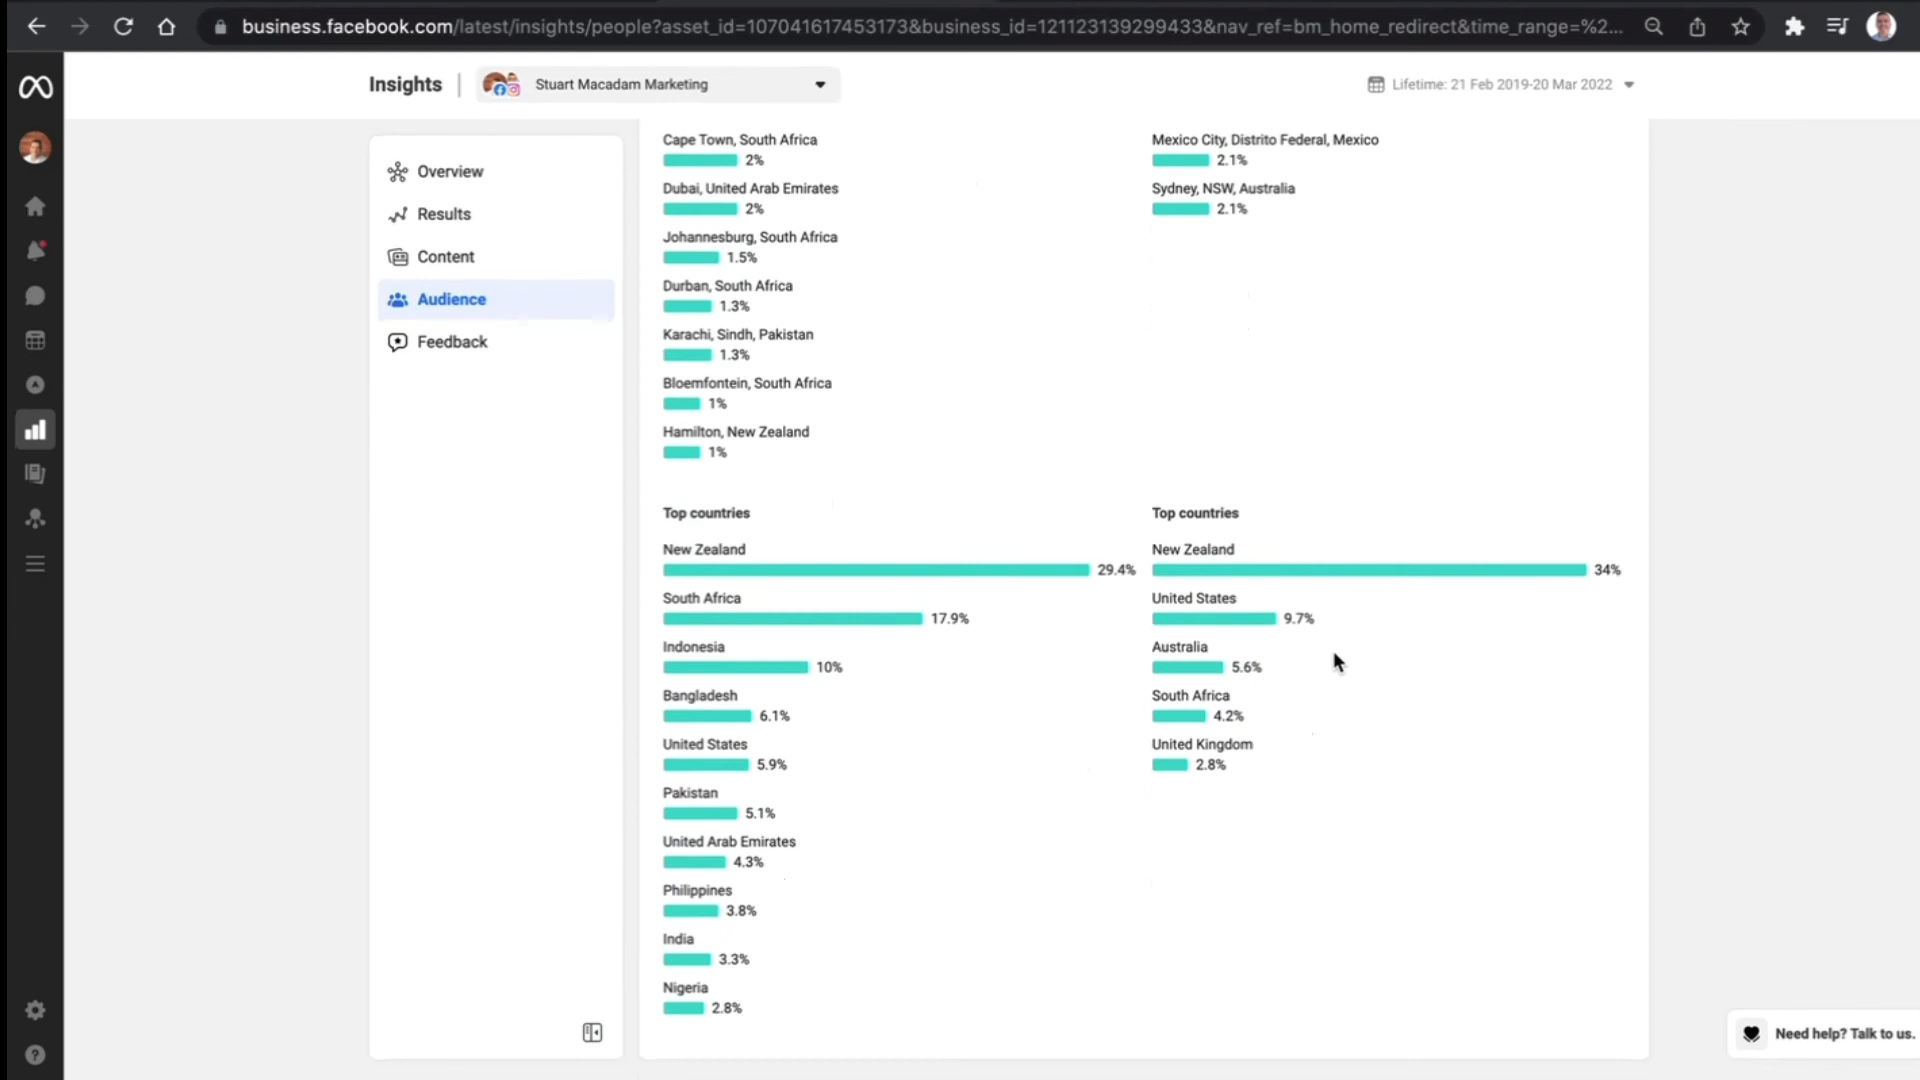 business.facebook.com/latest/insights/people?asset_id=107041617453173&business_id=121123139299433&nav_ref=bm_home_redirect&time_range=%2...
Insights
Stuart Macadam Marketing
Lifetime: 21 Feb 2019-20 Mar 2022
Overview
Results
Content
Audience
Feedback
Cape Town, South Africa
2%
Dubai, United Arab Emirates
2%
Johannesburg, South Africa
1.5%
Durban, South Africa
1.3%
Karachi, Sindh, Pakistan
1.3%
Bloemfontein, South Africa
1%
Hamilton, New Zealand
1%
Mexico City, Distrito Federal, Mexico
2.1%
Sydney, NSW, Australia
2.1%
Top countries
New Zealand
29.4%
South Africa
17.9%
Indonesia
10%
Bangladesh
6.1%
United States
5.9%
Pakistan
5.1%
United Arab Emirates
4.3%
Philippines
3.8%
India
3.3%
Nigeria
2.8%
Top countries
New Zealand
34%
United States
9.7%
Australia
5.6%
South Africa
4.2%
United Kingdom
2.8%
Need help? Talk to us.